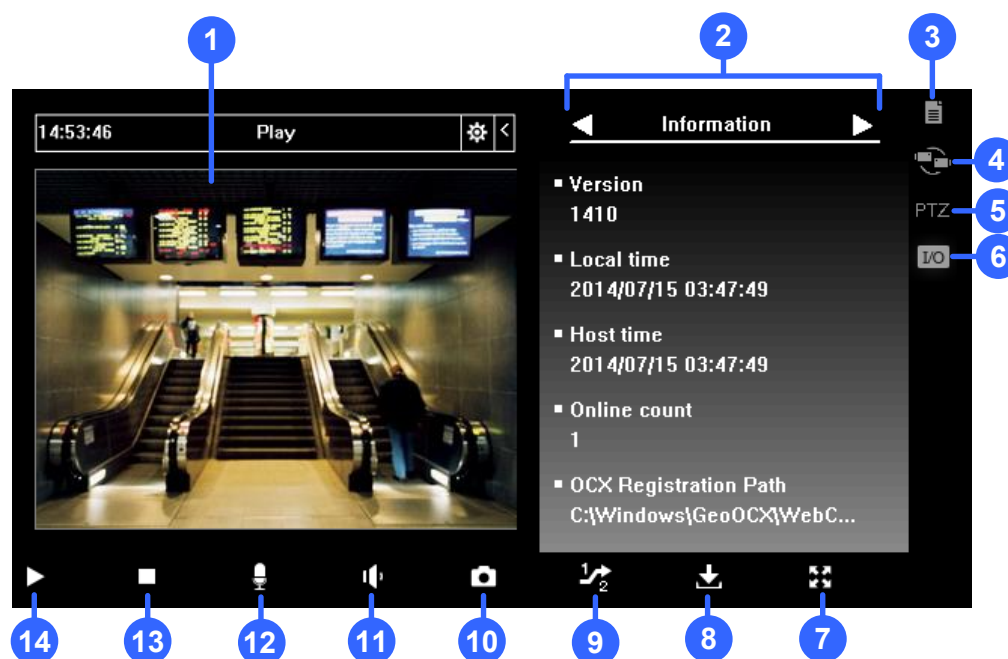 1
2
3
14:53:46 Play
Information
4
PTZ 5
I/O 6
Version
1410
Local time
2014/07/15 03:47:49
Host time
2014/07/15 03:47:49
Online count
1
OCX Registration Path
C:\Windows\GeoOCX\WebC...
1 2
14 13 12 11 10 9 8 7